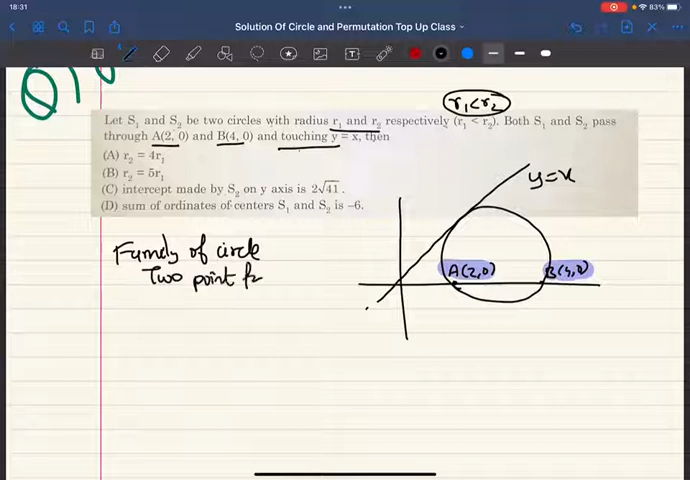 18:31
83%
Solution Of Circle and Permutation Top Up Class
r₁<r₂
Let S₁ and S₂ be two circles with radius r₁ and r₂ respectively (r₁ < r₂). Both S₁ and S₂ pass
through A(2, 0) and B(4, 0) and touching y = x, then
(A) r₂ = 4r₁
(B) r₂ = 5r₁
(C) intercept made by S₂ on y axis is 2√41.
(D) sum of ordinates of centers S₁ and S₂ is –6.
y=x
Famely of circle
Two point
A(2,0)
B(4,0)